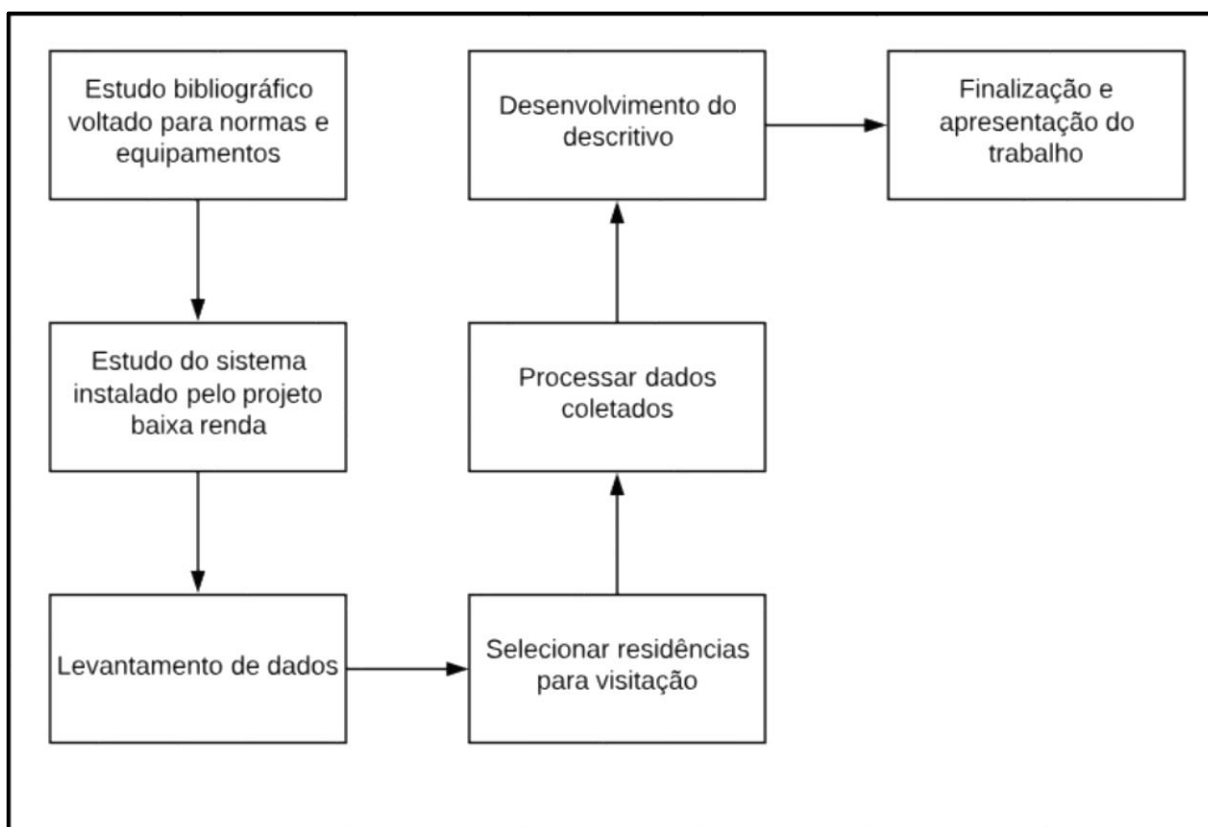 Estudo bibliográfico
voltado para normas e
equipamentos
Estudo do sistema
instalado pelo projeto
baixa renda
Levantamento de dados
Selecionar residências
para visitação
Processar dados
coletados
Desenvolvimento do
descritivo
Finalização e
apresentação do
trabalho